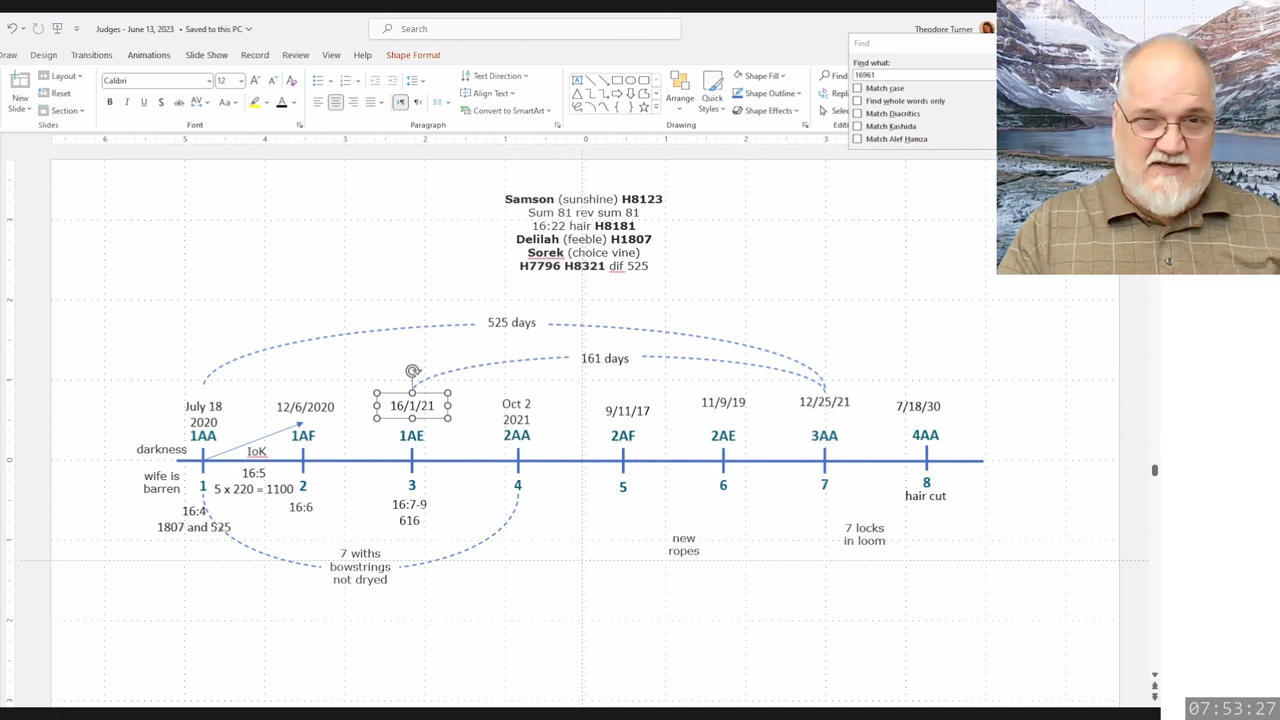 Judges - June 13, 2023 • Saved to this PC
Search
Theodore Turner
Draw Design Transitions Animations Slide Show Record Review View Help Shape Format
New
Slide
Layout
Reset
Section
Slides
Calibri 12
Font
Paragraph
Text Direction
Align Text
Convert to SmartArt
Arrange
Quick
Styles
Shape Fill
Shape Outline
Shape Effects
Drawing
Find
Find what:
16961
Match case
Find whole words only
Match Diacritics
Match Kashida
Match Alef Hamza
Samson (sunshine) H8123
Sum 81 rev sum 81
16:22 hair H8181
Delilah (feeble) H1807
Sorek (choice vine)
H7796 H8321 dif 525
525 days
161 days
July 18
2020
12/6/2020
16/1/21
Oct 2
2021
9/11/17
11/9/19
12/25/21
7/18/30
1AA 1AF 1AE 2AA 2AF 2AE 3AA 4AA
darkness
IoK
wife is
barren
1 2 3 4 5 6 7 8
16:5
5 x 220 = 1100
hair cut
16:4
1807 and 525
16:6
16:7-9
616
7 withs
bowstrings
not dryed
new
ropes
7 locks
in loom
07:53:27